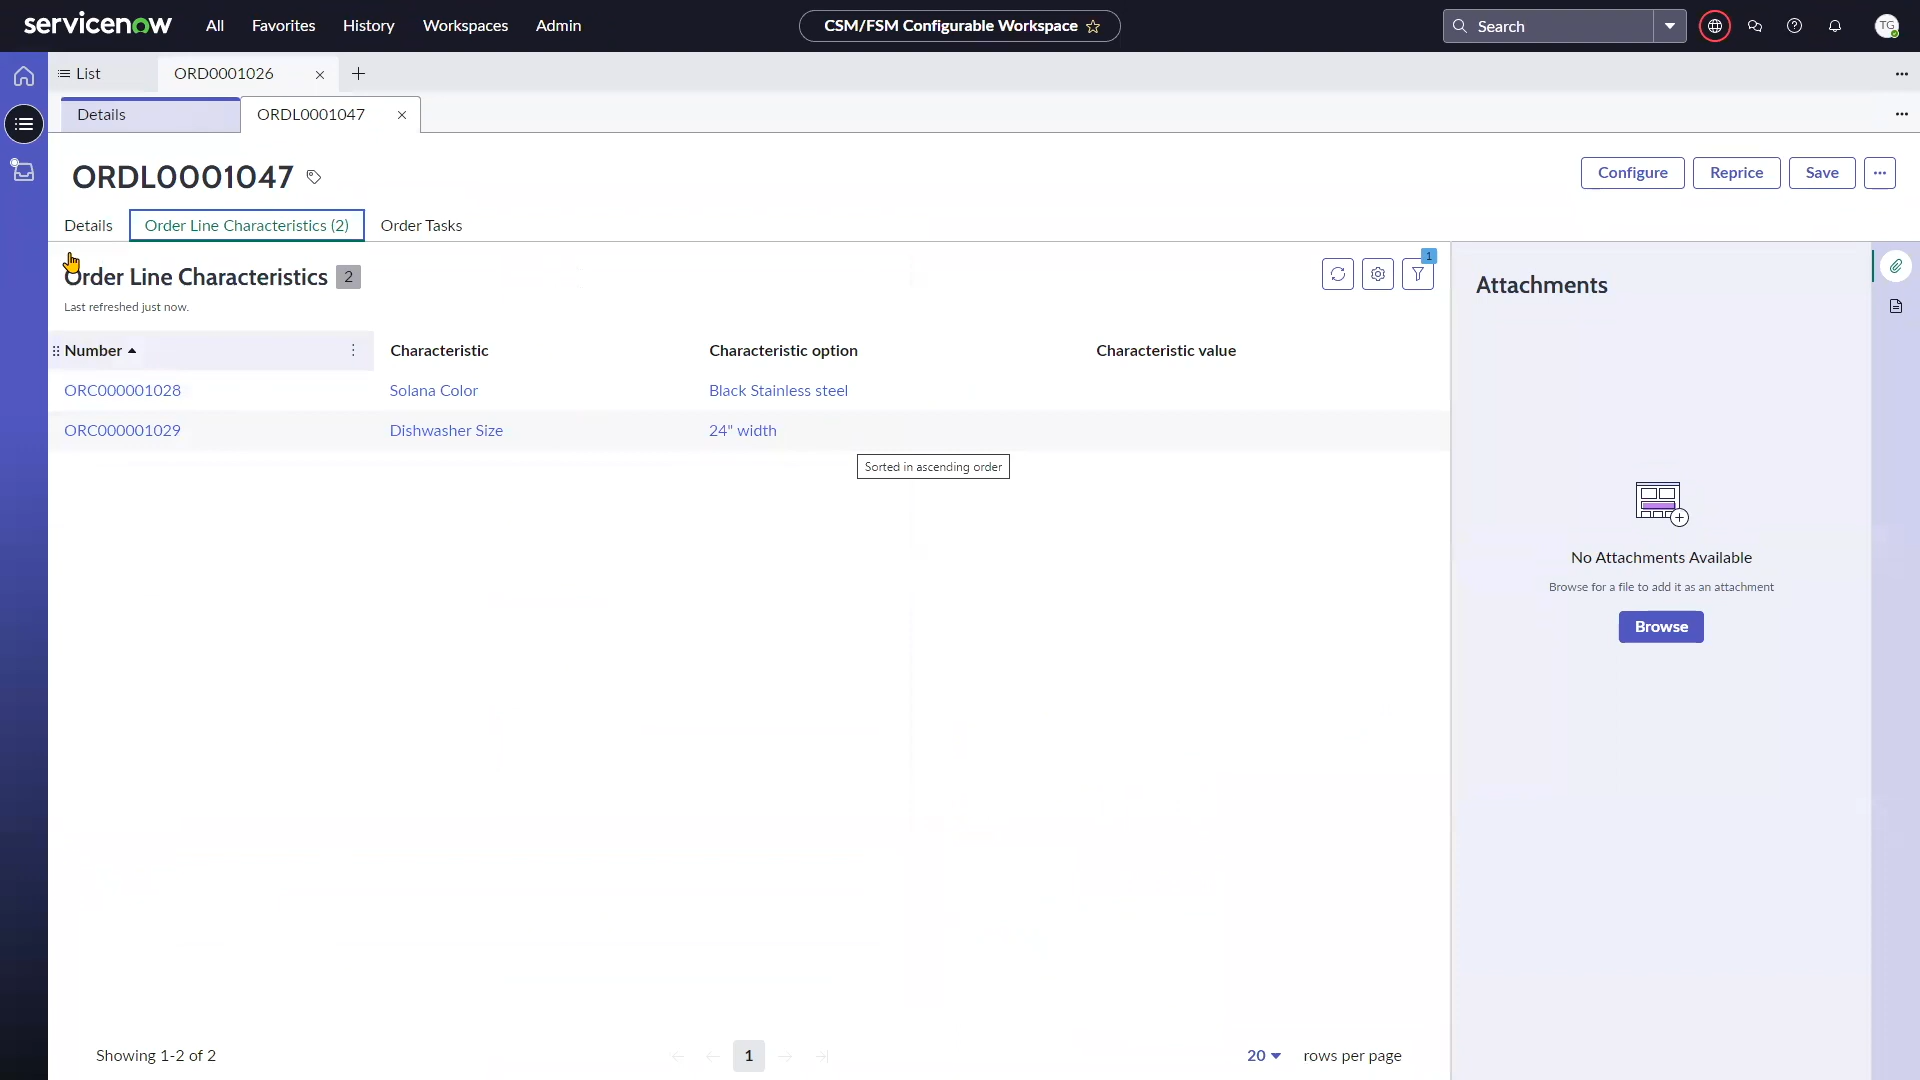 servicenow All Favorites History Workspaces Admin CSM/FSM Configurable Workspace Search TG
List ORD0001026
Details ORDL0001047
ORDL0001047 Configure Reprice Save
Details Order Line Characteristics (2) Order Tasks
Order Line Characteristics 2
1
Last refreshed just now.
Number Characteristic Characteristic option Characteristic value
ORC000001028 Solana Color Black Stainless steel
ORC000001029 Dishwasher Size 24" width
Sorted in ascending order
Showing 1-2 of 2 1 20 rows per page
Attachments
No Attachments Available
Browse for a file to add it as an attachment
Browse